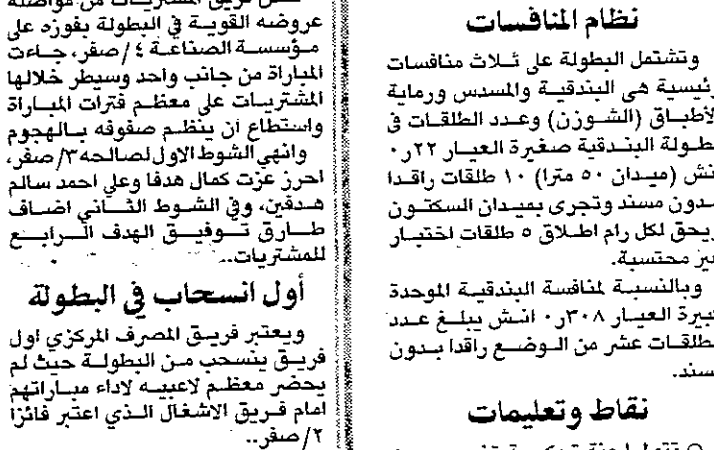 نظام المنافسات
وتشتمل البطولة على ثلاث منافسات
رئيسية هى البندقية والمسدس ورماية
الأطباق (الشوزن) وعدد الطلقات في
بطولة البندقية صغيرة العيار ٢٢ر٠
انش (ميدان ٥٠ مترا) ١٠ طلقات راقدا
بدون مسند وتجرى بميدان السكتون
ويحق لكل رام اطلاق ٥ طلقات اختبار
غير محتسبة.
وبالنسبة لمنافسة البندقية الموحدة
كبيرة العيار ٣٠٨ر٠ انش يبلغ عدد
الطلقات عشر من الوضع راقدا بدون
مسند.
نقاط وتعليمات
فريق المشتريات من مواصلة
عروضه القوية في البطولة بفوزه على
مؤسسة الصناعة ٤/صفر، جاءت
المباراة من جانب واحد وسيطر خلالها
المشتريات على معظم فترات المباراة
واستطاع ان ينظم صفوفه بالهجوم
وانهي الشوط الاول لصالحه ٣/صفر،
احرز عزت كمال هدفا وعلي احمد سالم
هدفين، وفي الشوط الثاني اضاف
طارق توفيق الهدف الرابع
للمشتريات..
أول انسحاب في البطولة
ويعتبر فريق المصرف المركزي اول
فريق ينسحب من البطولة حيث لم
يحضر معظم لاعبيه لاداء مباراتهم
امام فريق الاشغال الذي اعتبر فائزا
٢/صفر..